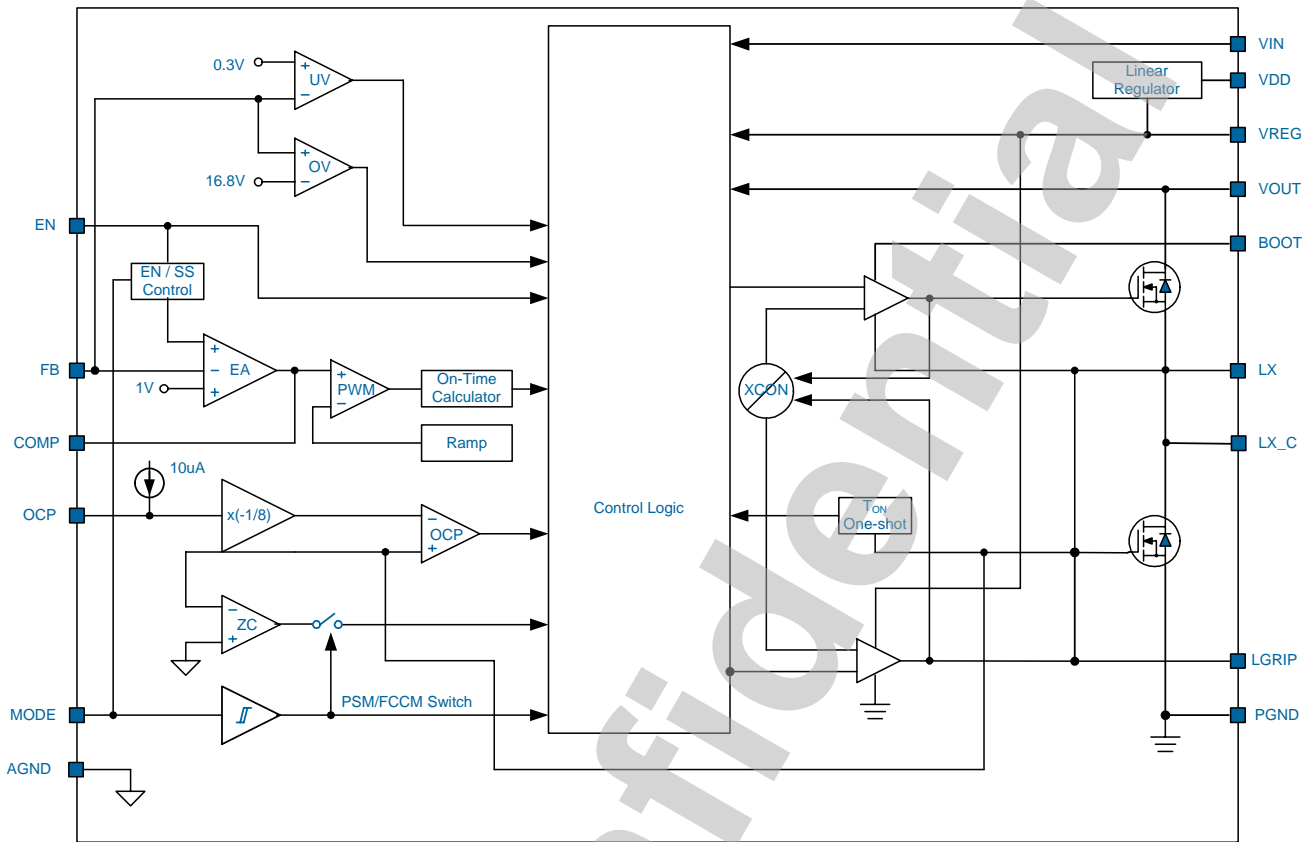 VIN
0.3V
+
UV
−
Linear
Regulator
VDD
VREG
+
OV
−
16.8V
VOUT
EN
BOOT
EN / SS
Control
+
−
EA
+
1V
FB
+
PWM
−
On-Time
Calculator
XCON
LX
COMP
Ramp
LX_C
10uA
OCP
x(-1/8)
−
OCP
+
Control Logic
TON
One-shot
−
ZC
+
LGRIP
MODE
PSM/FCCM Switch
PGND
AGND
fidential